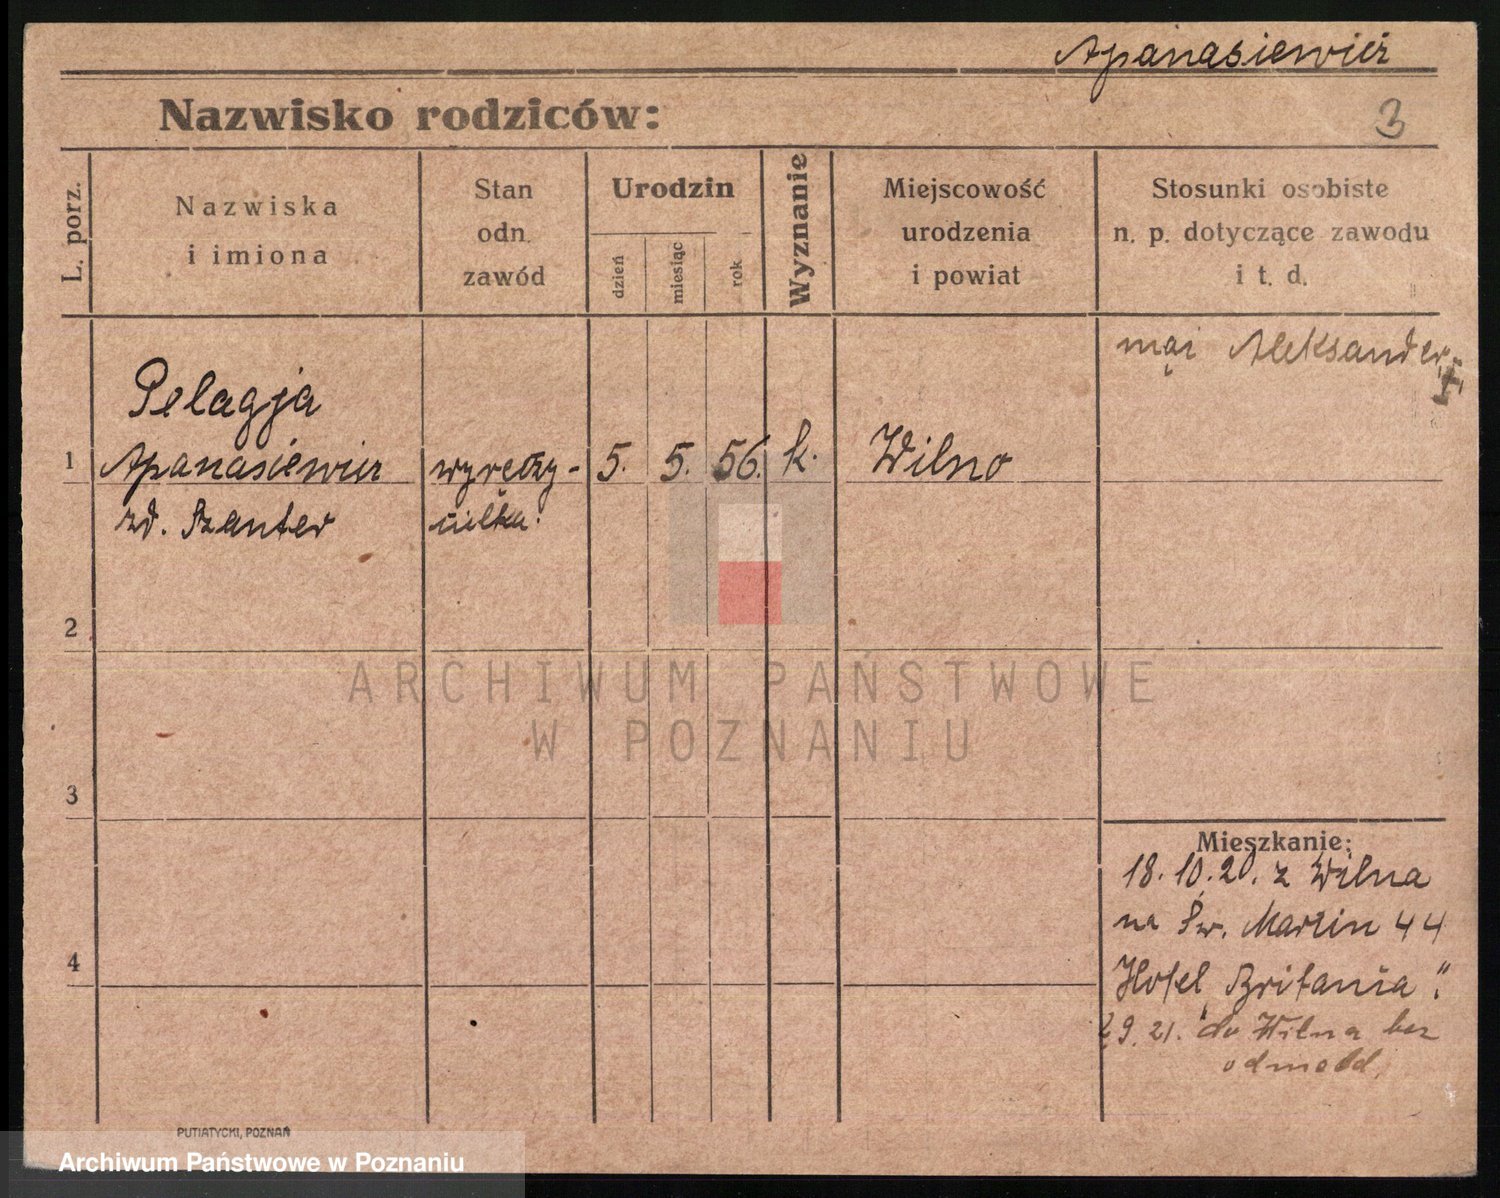 Apanasiewicz
Nazwisko rodziców:
3
L. porz.
Nazwiska
i imiona
Stan
odn.
zawód
Urodzin
dzień
miesiąc
rok
Wyznanie
Miejscowość
urodzenia
i powiat
Stosunki osobiste
n. p. dotyczące zawodu
i t. d.
mąż Aleksander
1
Pelagja
Apanasiewicz
zd. Szanter
wyręczy-
cielka.
5. 5. 56. k. Wilno
2
3
4
ARCHIWUM PAŃSTWOWE
W POZNANIU
Mieszkanie:
18. 10. 20. z Wilna
na Św. Marcin 44
Hotel „Britania".
9. 21. do Wilna bez
odmeld.
PUTIATYCKI, POZNAŃ
Archiwum Państwowe w Poznaniu